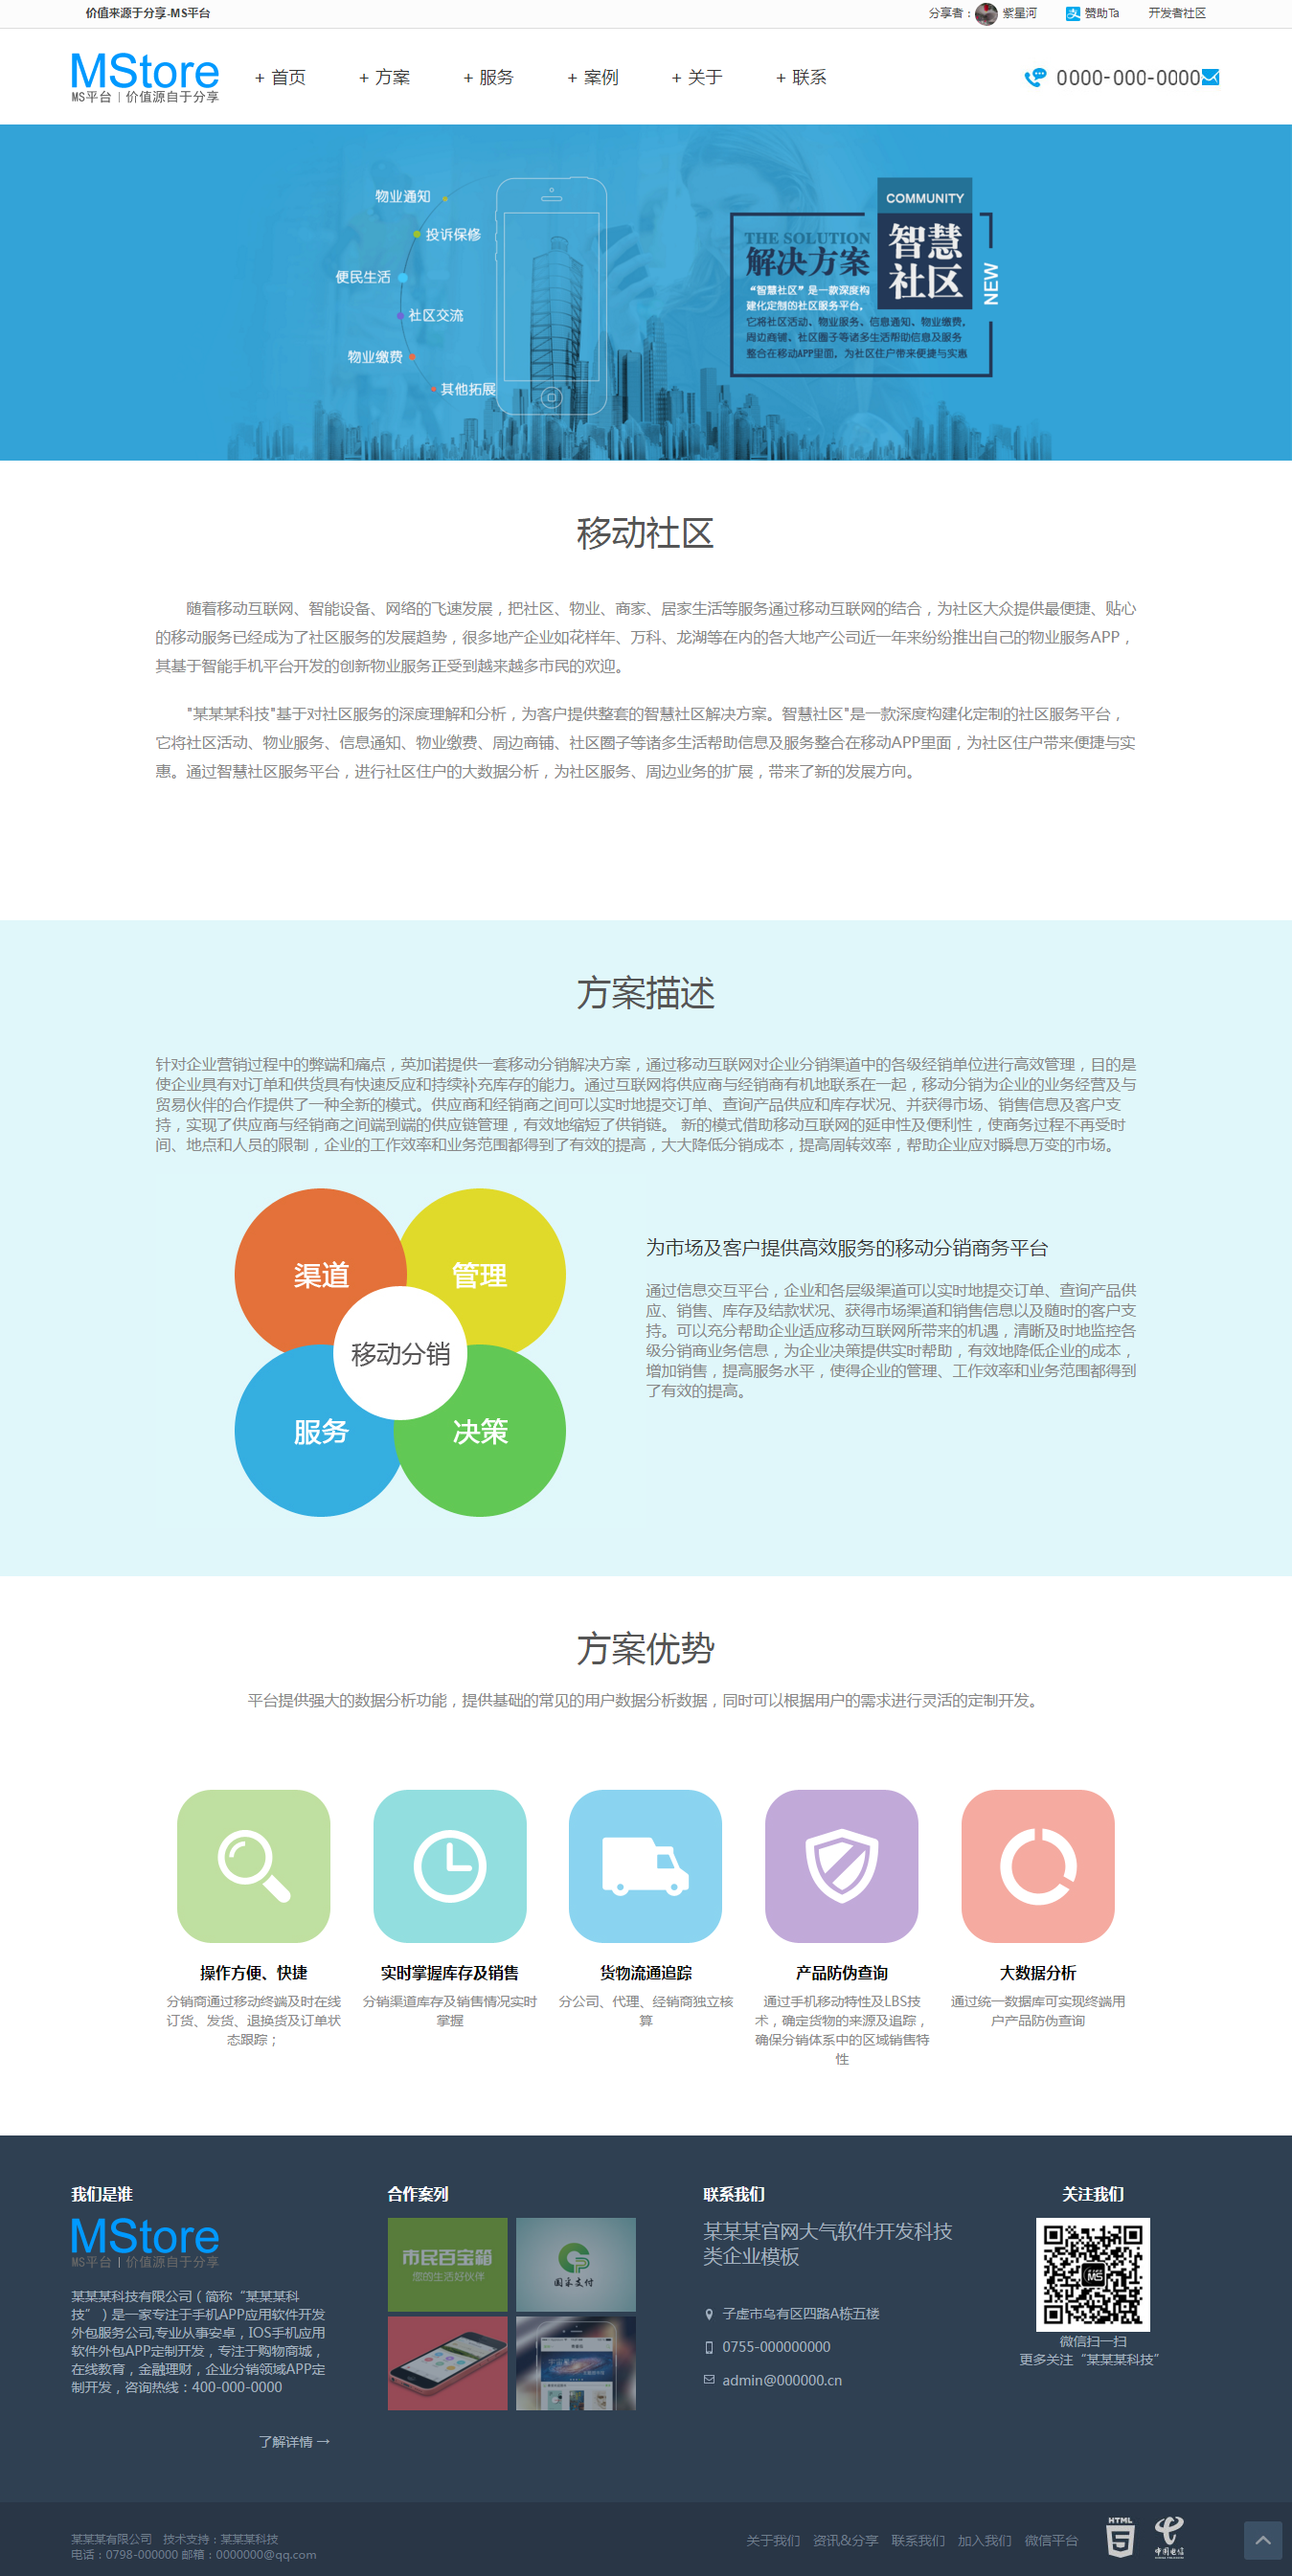 价值来源于分享-MS平台
分享者：紫星河 赞助Ta 开发者社区
MStore
MS平台 | 价值源自于分享
+ 首页 + 方案 + 服务 + 案例 + 关于 + 联系
0000-000-0000
物业通知
投诉保修
便民生活
社区交流
物业缴费
其他拓展
COMMUNITY
智慧
社区
NEW
THE SOLUTION
解决方案
“智慧社区”是一款深度构
建化定制的社区服务平台，
它将社区活动、物业服务、信息通知、物业缴费，
周边商铺、社区圈子等诸多生活帮助信息及服务
整合在移动APP里面，为社区住户带来便捷与实惠
移动社区
随着移动互联网、智能设备、网络的飞速发展，把社区、物业、商家、居家生活等服务通过移动互联网的结合，为社区大众提供最便捷、贴心
的移动服务已经成为了社区服务的发展趋势，很多地产企业如花样年、万科、龙湖等在内的各大地产公司近一年来纷纷推出自己的物业服务APP，
其基于智能手机平台开发的创新物业服务正受到越来越多市民的欢迎。
"某某某科技"基于对社区服务的深度理解和分析，为客户提供整套的智慧社区解决方案。智慧社区"是一款深度构建化定制的社区服务平台，
它将社区活动、物业服务、信息通知、物业缴费、周边商铺、社区圈子等诸多生活帮助信息及服务整合在移动APP里面，为社区住户带来便捷与实
惠。通过智慧社区服务平台，进行社区住户的大数据分析，为社区服务、周边业务的扩展，带来了新的发展方向。
方案描述
针对企业营销过程中的弊端和痛点，英加诺提供一套移动分销解决方案，通过移动互联网对企业分销渠道中的各级经销单位进行高效管理，目的是
使企业具有对订单和供货具有快速反应和持续补充库存的能力。通过互联网将供应商与经销商有机地联系在一起，移动分销为企业的业务经营及与
贸易伙伴的合作提供了一种全新的模式。供应商和经销商之间可以实时地提交订单、查询产品供应和库存状况、并获得市场、销售信息及客户支
持，实现了供应商与经销商之间端到端的供应链管理，有效地缩短了供销链。 新的模式借助移动互联网的延申性及便利性，使商务过程不再受时
间、地点和人员的限制，企业的工作效率和业务范围都得到了有效的提高，大大降低分销成本，提高周转效率，帮助企业应对瞬息万变的市场。
渠道
管理
移动分销
服务
决策
为市场及客户提供高效服务的移动分销商务平台
通过信息交互平台，企业和各层级渠道可以实时地提交订单、查询产品供
应、销售、库存及结款状况、获得市场渠道和销售信息以及随时的客户支
持。可以充分帮助企业适应移动互联网所带来的机遇，清晰及时地监控各
级分销商业务信息，为企业决策提供实时帮助，有效地降低企业的成本，
增加销售，提高服务水平，使得企业的管理、工作效率和业务范围都得到
了有效的提高。
方案优势
平台提供强大的数据分析功能，提供基础的常见的用户数据分析数据，同时可以根据用户的需求进行灵活的定制开发。
操作方便、快捷
分销商通过移动终端及时在线
订货、发货、退换货及订单状
态跟踪；
实时掌握库存及销售
分销渠道库存及销售情况实时
掌握
货物流通追踪
分公司、代理、经销商独立核
算
产品防伪查询
通过手机移动特性及LBS技
术，确定货物的来源及追踪，
确保分销体系中的区域销售特
性
大数据分析
通过统一数据库可实现终端用
户产品防伪查询
我们是谁
MStore
MS平台 | 价值源自于分享
某某某科技有限公司（简称“某某某科
技”）是一家专注于手机APP应用软件开发
外包服务公司,专业从事安卓，IOS手机应用
软件外包APP定制开发，专注于购物商城，
在线教育，金融理财，企业分销领域APP定
制开发，咨询热线：400-000-0000
了解详情 →
合作案列
市民百宝箱
您的生活好伙伴
国采支付
联系我们
某某某官网大气软件开发科技
类企业模板
子虚市乌有区四路A栋五楼
0755-000000000
admin@000000.cn
关注我们
微信扫一扫
更多关注“某某某科技”
某某某有限公司 技术支持：某某某科技
电话：0798-000000 邮箱：0000000@qq.com
关于我们 资讯&分享 联系我们 加入我们 微信平台
HTML
5
中国电信